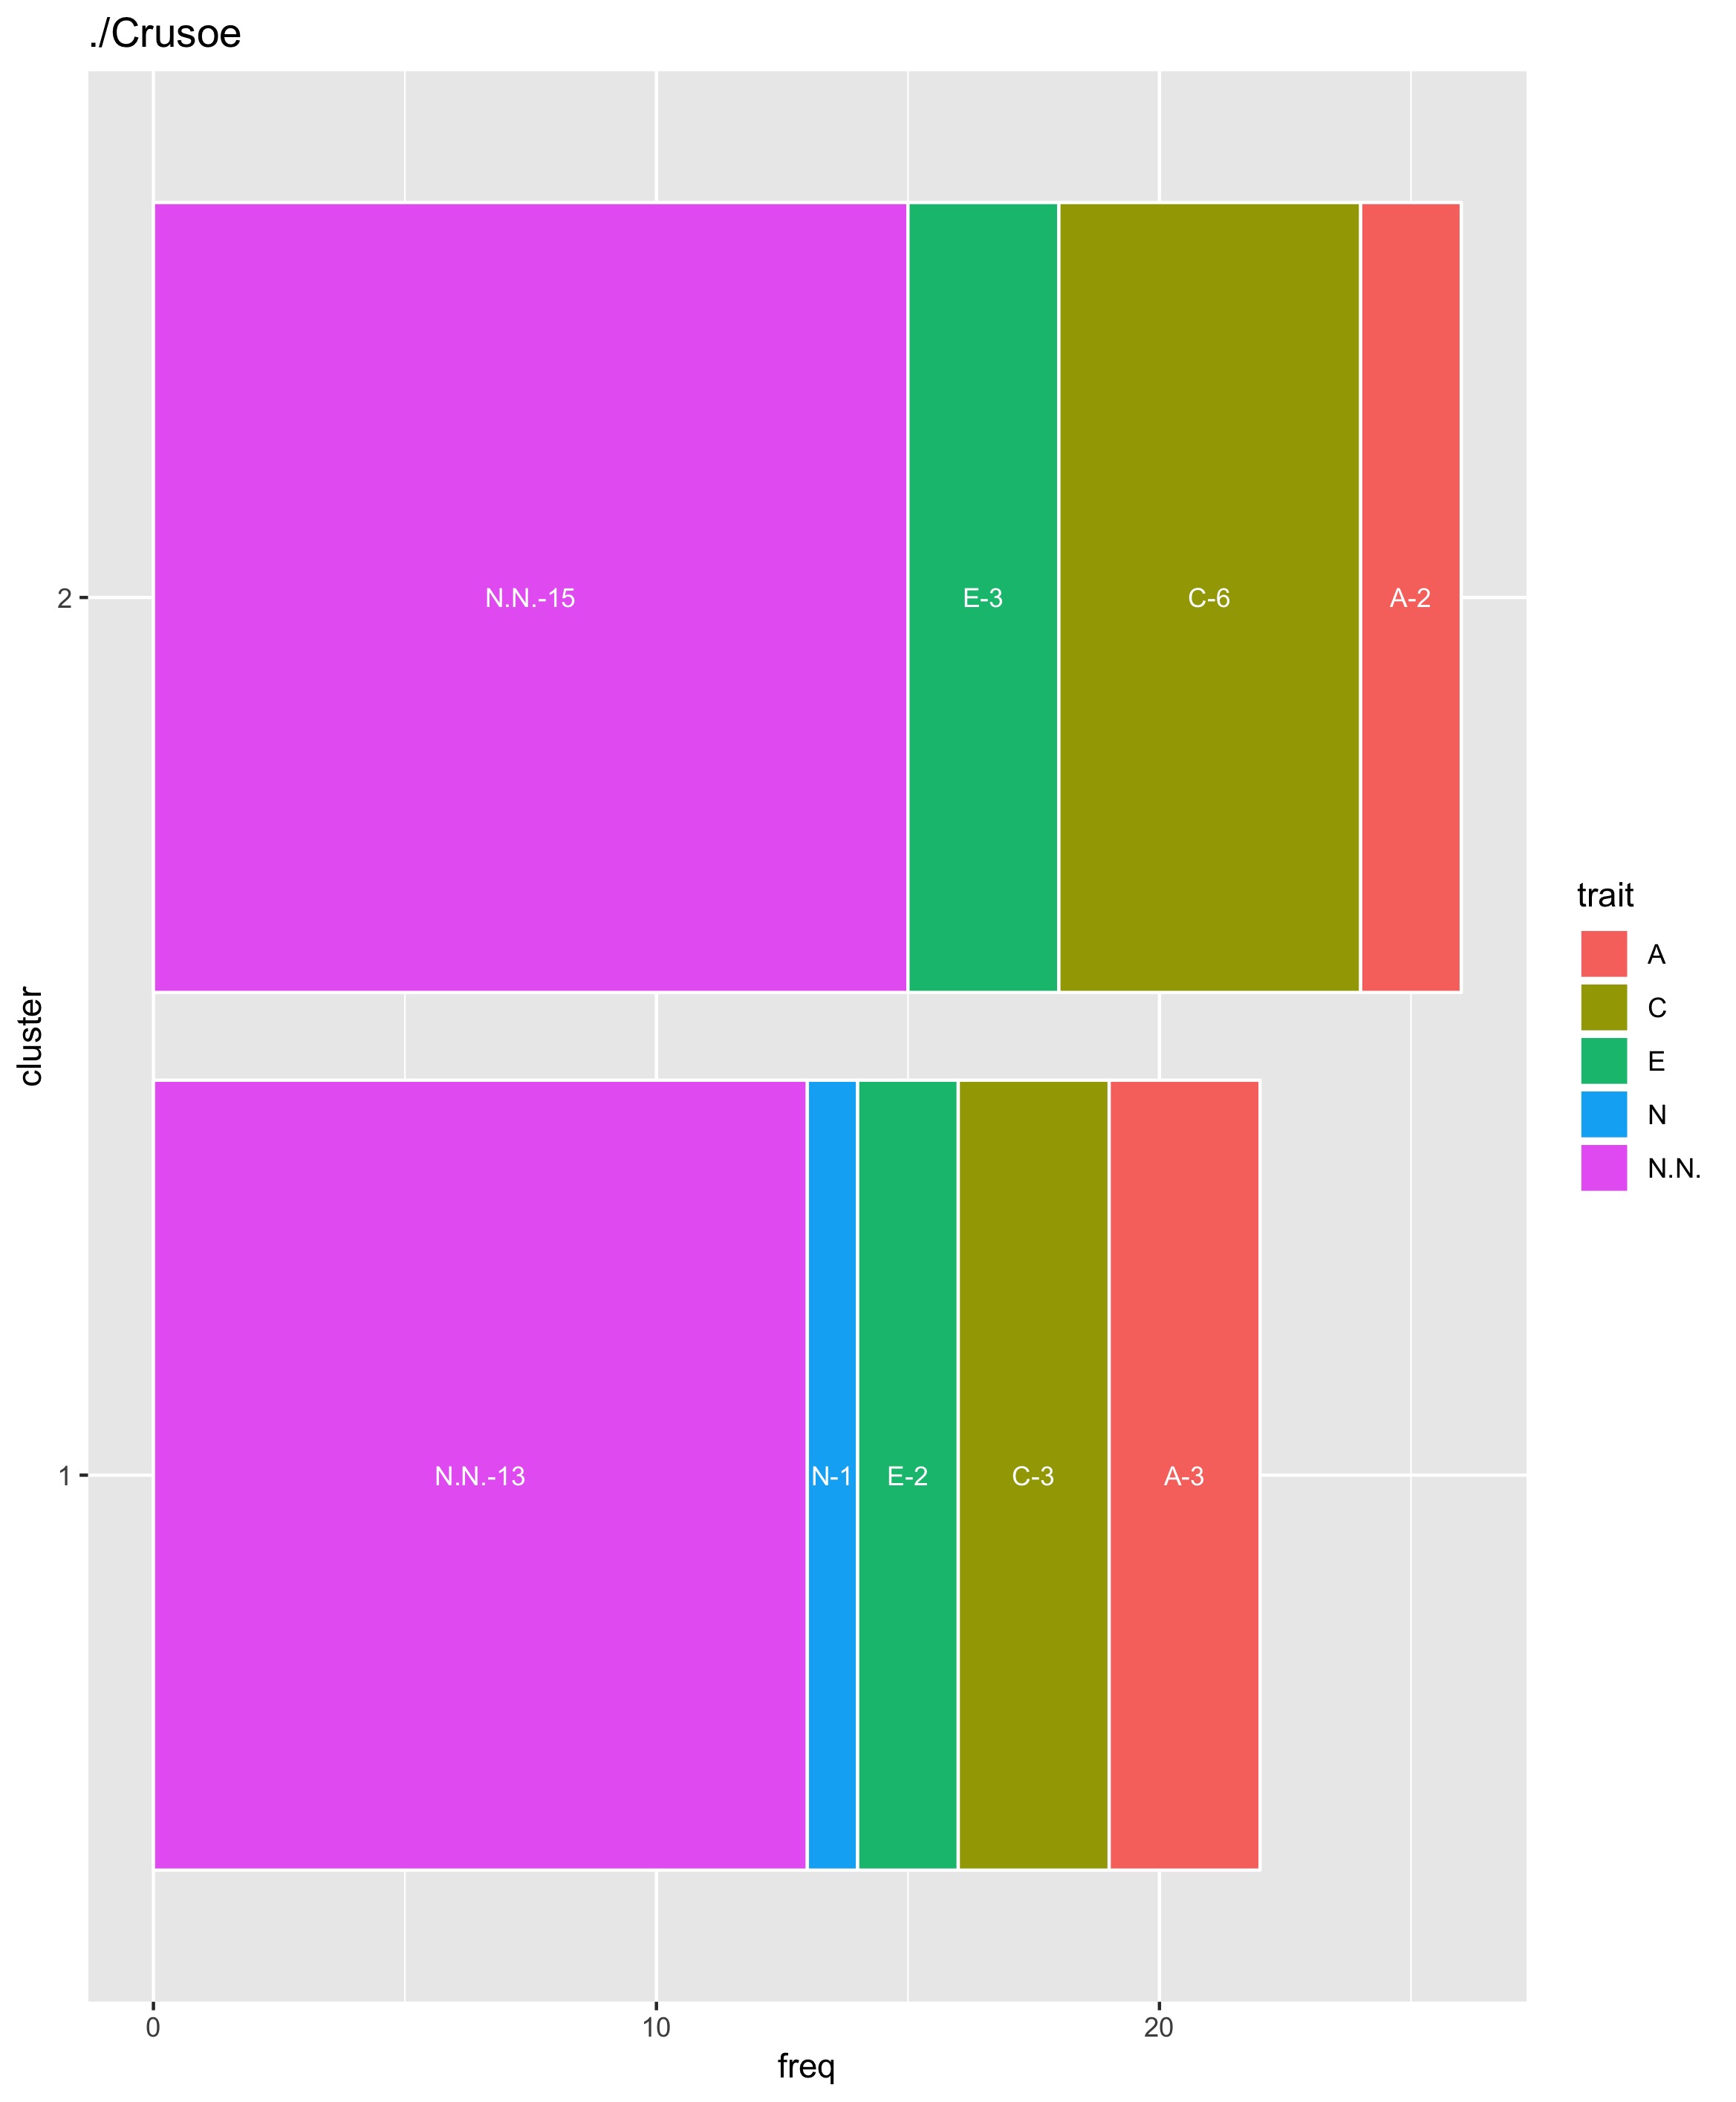 ./Crusoe
cluster
2
N.N.-15 E-3 C-6 A-2
1
N.N.-13 N-1 E-2 C-3 A-3
0 10 20
freq
trait
A
C
E
N
N.N.